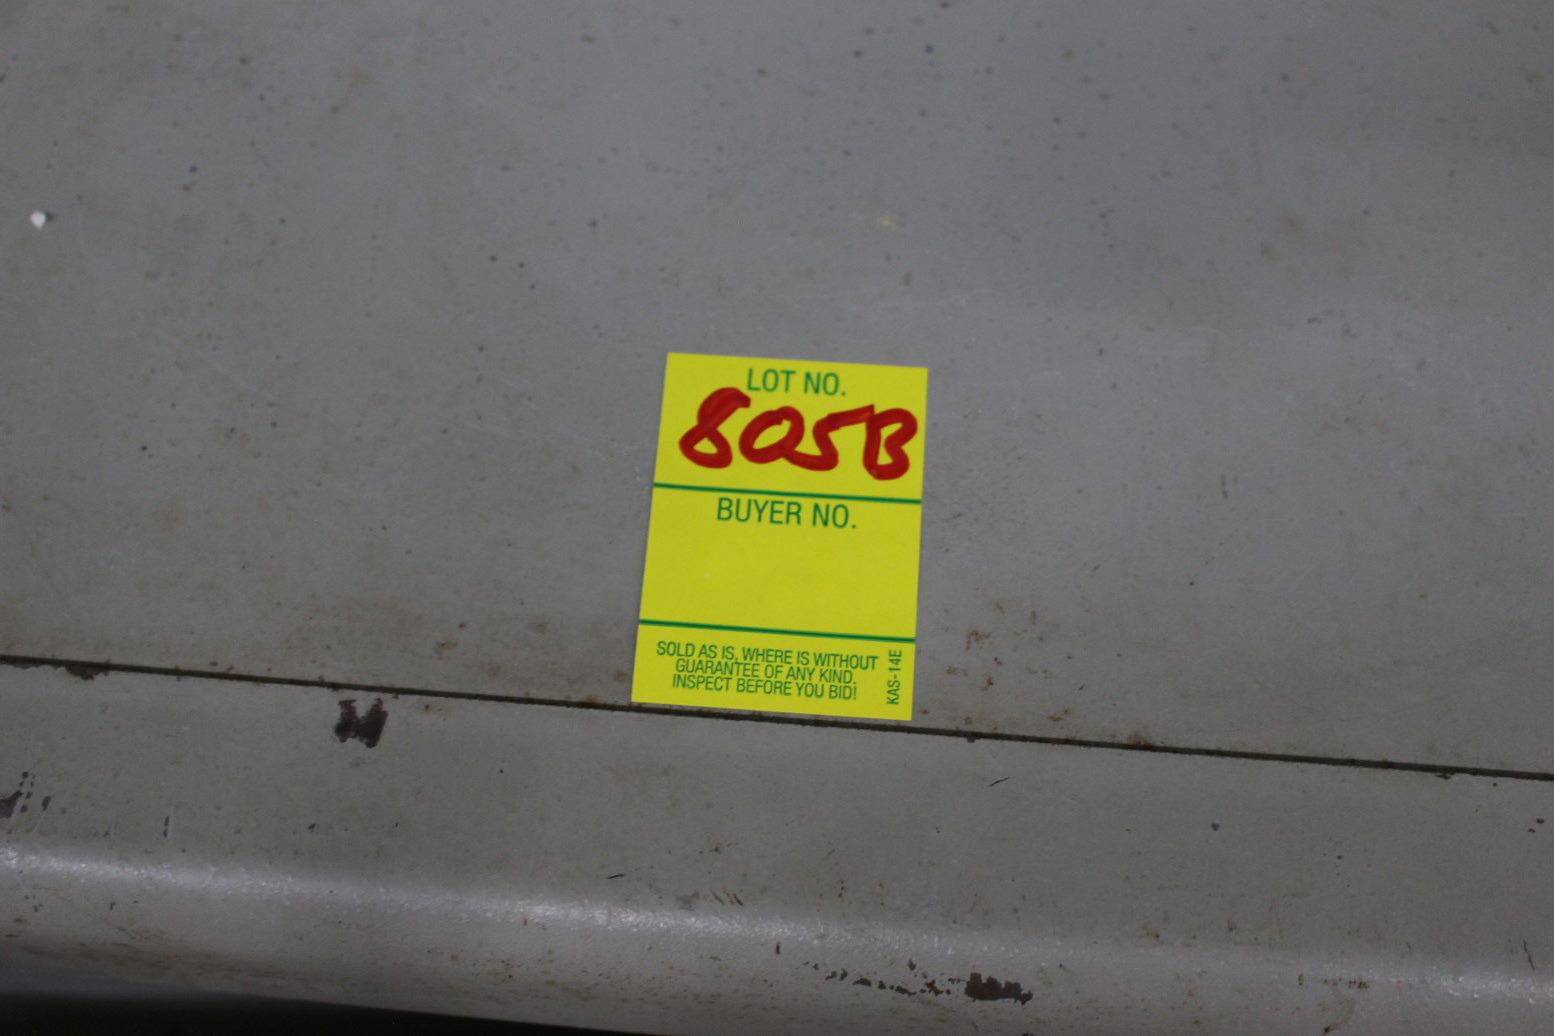 LOT NO.
805B
BUYER NO.
SOLD AS IS, WHERE IS WITHOUT
GUARANTEE OF ANY KIND.
INSPECT BEFORE YOU BID!
KAS-14E